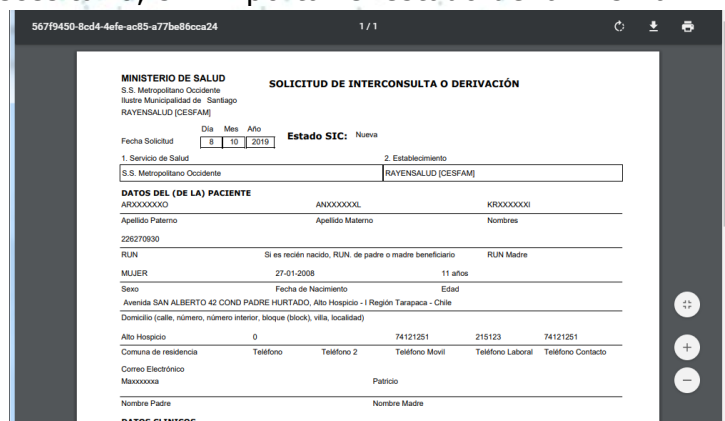 567f9450-8cd4-4efe-ac85-a77be86cca24 1 / 1
MINISTERIO DE SALUD
S.S. Metropolitano Occidente
Ilustre Municipalidad de Santiago
RAYENSALUD [CESFAM]
SOLICITUD DE INTERCONSULTA O DERIVACIÓN
Día Mes Año
Fecha Solicitud 8 10 2019 Estado SIC: Nueva
1. Servicio de Salud 2. Establecimiento
S.S. Metropolitano Occidente RAYENSALUD [CESFAM]
DATOS DEL (DE LA) PACIENTE
ARXXXXXO ANXXXXXXL KRXXXXXXI
Apellido Paterno Apellido Materno Nombres
226270930
RUN Si es recién nacido, RUN. de padre o madre beneficiario RUN Madre
MUJER 27-01-2008 11 años
Sexo Fecha de Nacimiento Edad
Avenida SAN ALBERTO 42 COND PADRE HURTADO, Alto Hospicio - I Región Tarapaca - Chile
Domicilio (calle, número, número interior, bloque (block), villa, localidad)
Alto Hospicio 0 74121251 215123 74121251
Comuna de residencia Teléfono Teléfono 2 Teléfono Movil Teléfono Laboral Teléfono Contacto
Correo Electrónico
Maxxxxxxa Patricio
Nombre Padre Nombre Madre
DATOS CLINICOS